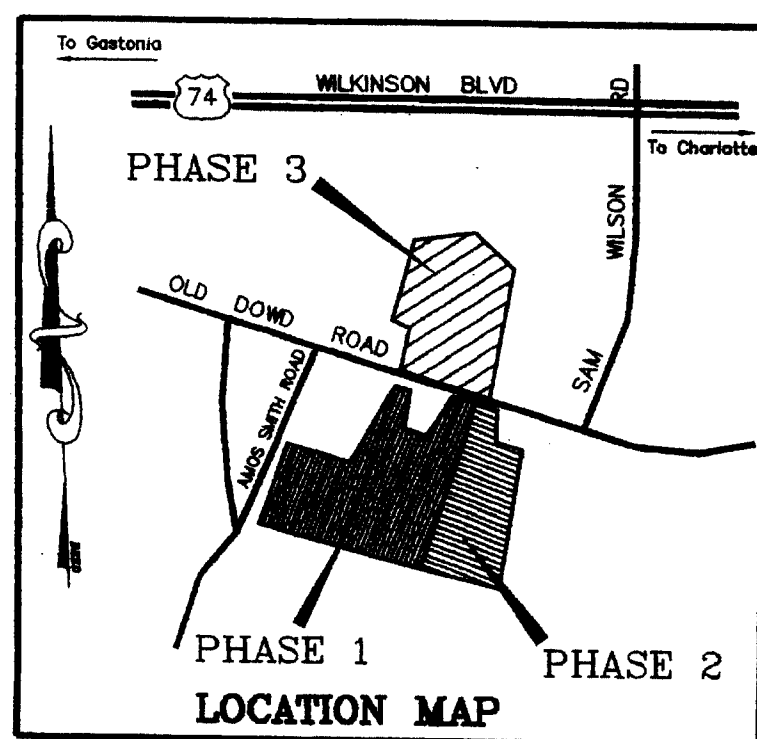 To Gastonia
74
WILKINSON BLVD
To Charlotte
PHASE 3
SAM WILSON RD
OLD DOWD ROAD
AMOS SMITH ROAD
PHASE 1
PHASE 2
LOCATION MAP